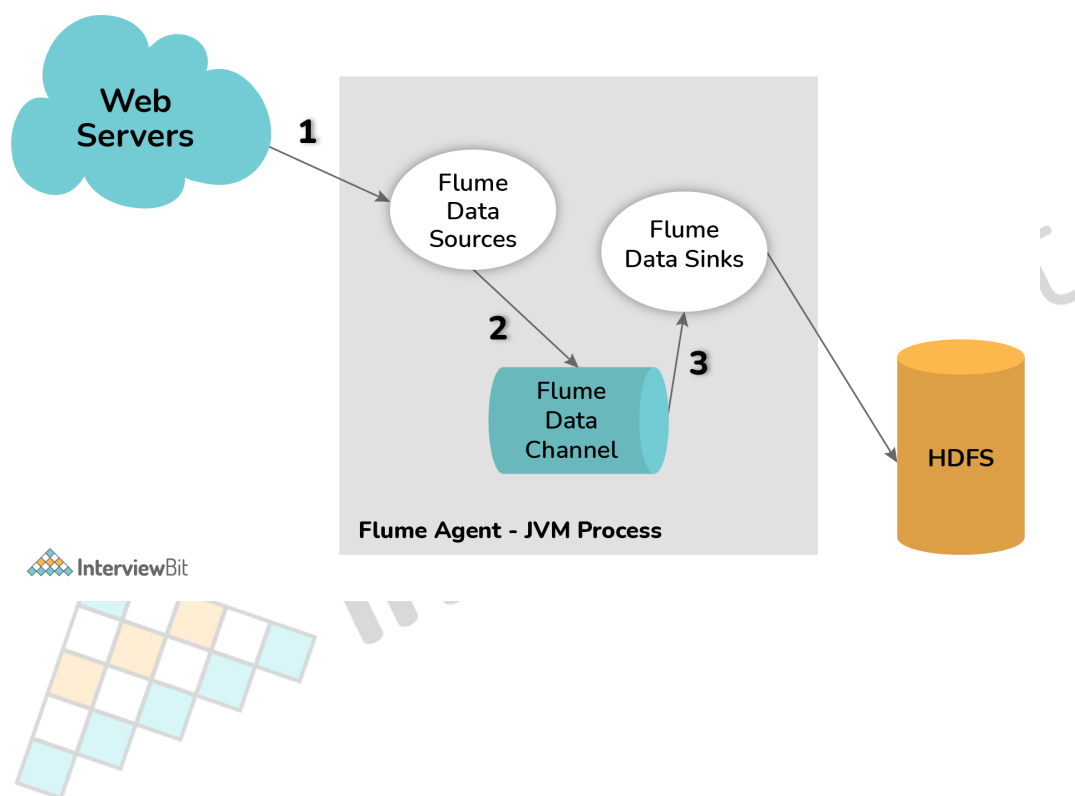 Web
Servers
1
Flume
Data
Sources
Flume
Data Sinks
2
3
Flume
Data
Channel
HDFS
Flume Agent - JVM Process
InterviewBit